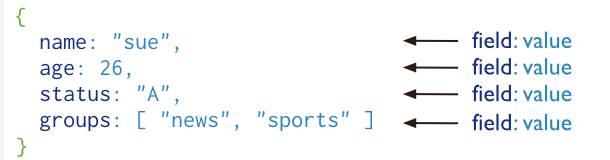 {
name: "sue", field: value
age: 26, field: value
status: "A", field: value
groups: [ "news", "sports" ] field: value
}